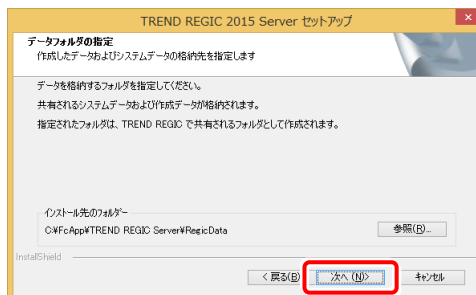 TREND REGIC 2015 Server セットアップ
データフォルダの指定
作成したデータおよびシステムデータの格納先を指定します
データを格納するフォルダを指定してください。
共有されるシステムデータおよび作成データが格納されます。
指定されたフォルダは、TREND REGIC で共有されるフォルダとして作成されます。
インストール先のフォルダー
C:¥FcApp¥TREND REGIC Server¥RegicData
参照(R)...
InstallShield
< 戻る(B) 次へ (N)> キャンセル